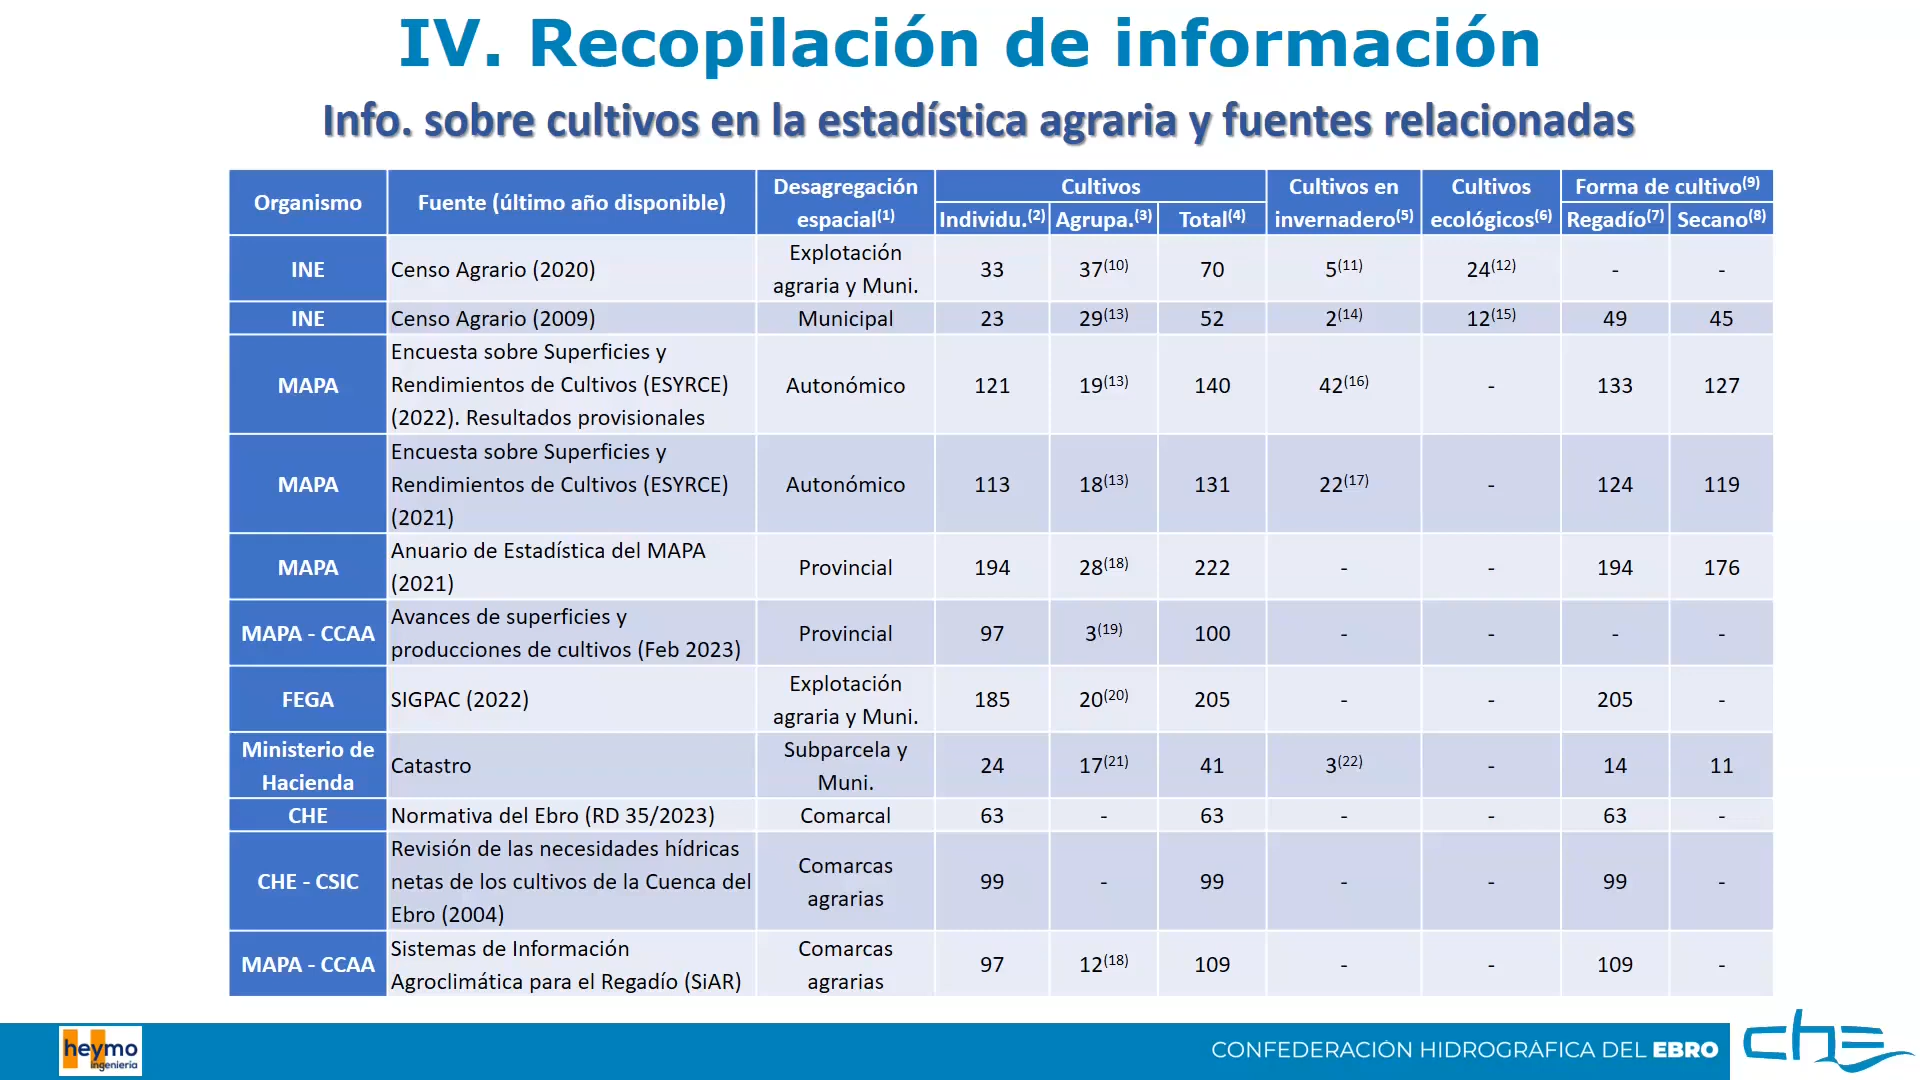 IV. Recopilación de información
Info. sobre cultivos en la estadística agraria y fuentes relacionadas
Organismo
Fuente (último año disponible)
Desagregación
espacial(1)
Cultivos
Individu.(2)
Agrupa.(3)
Total(4)
Cultivos en
invernadero(5)
Cultivos
ecológicos(6)
Forma de cultivo(9)
Regadío(7)
Secano(8)
INE
Censo Agrario (2020)
Explotación
agraria y Muni.
33
37(10)
70
5(11)
24(12)
-
-
INE
Censo Agrario (2009)
Municipal
23
29(13)
52
2(14)
12(15)
49
45
MAPA
Encuesta sobre Superficies y
Rendimientos de Cultivos (ESYRCE)
(2022). Resultados provisionales
Autonómico
121
19(13)
140
42(16)
-
133
127
MAPA
Encuesta sobre Superficies y
Rendimientos de Cultivos (ESYRCE)
(2021)
Autonómico
113
18(13)
131
22(17)
-
124
119
MAPA
Anuario de Estadística del MAPA
(2021)
Provincial
194
28(18)
222
-
-
194
176
MAPA - CCAA
Avances de superficies y
producciones de cultivos (Feb 2023)
Provincial
97
3(19)
100
-
-
-
-
FEGA
SIGPAC (2022)
Explotación
agraria y Muni.
185
20(20)
205
-
-
205
-
Ministerio de
Hacienda
Catastro
Subparcela y
Muni.
24
17(21)
41
3(22)
-
14
11
CHE
Normativa del Ebro (RD 35/2023)
Comarcal
63
-
63
-
-
63
-
CHE - CSIC
Revisión de las necesidades hídricas
netas de los cultivos de la Cuenca del
Ebro (2004)
Comarcas
agrarias
99
-
99
-
-
99
-
MAPA - CCAA
Sistemas de Información
Agroclimática para el Regadío (SiAR)
Comarcas
agrarias
97
12(18)
109
-
-
109
-
heymo
ingeniería
CONFEDERACIÓN HIDROGRÁFICA DEL EBRO
che